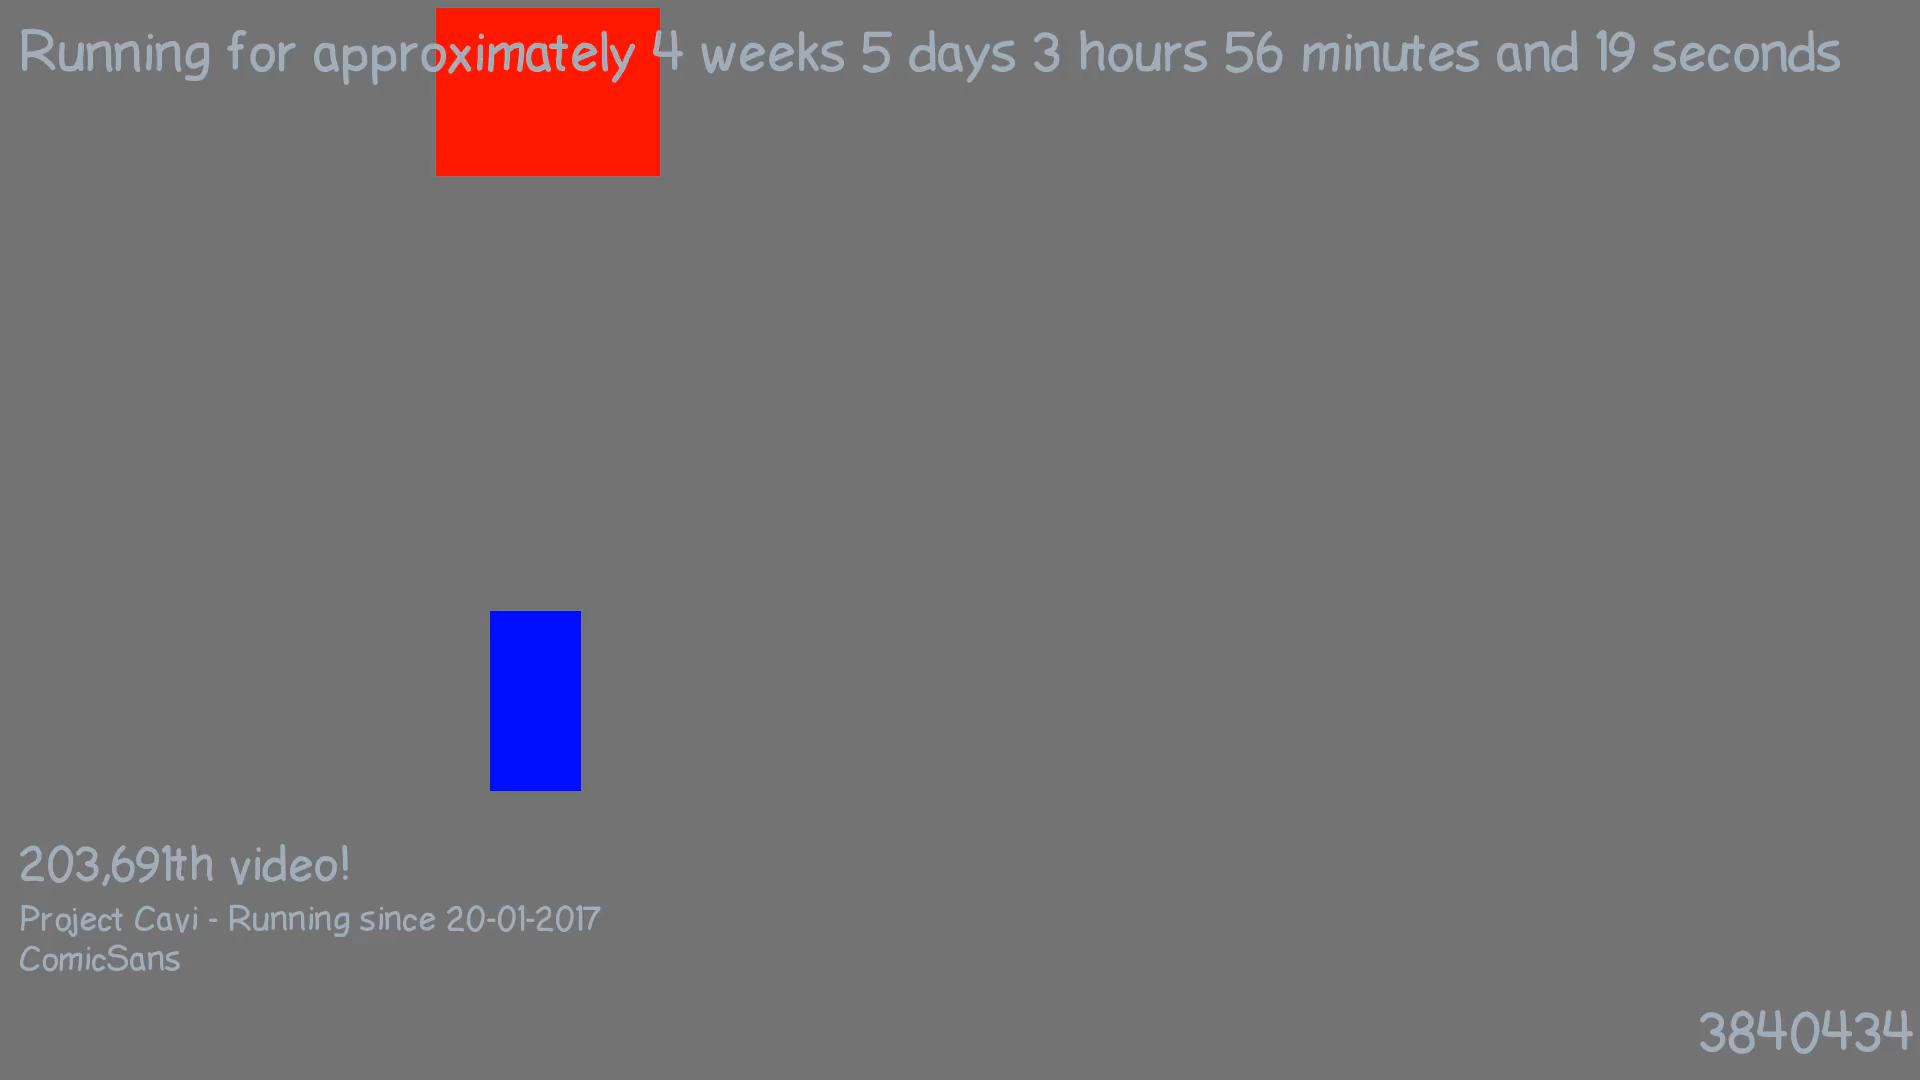 Running for approximately 4 weeks 5 days 3 hours 56 minutes and 19 seconds
203,691th video!
Project Cavi - Running since 20-01-2017
ComicSans
3840434